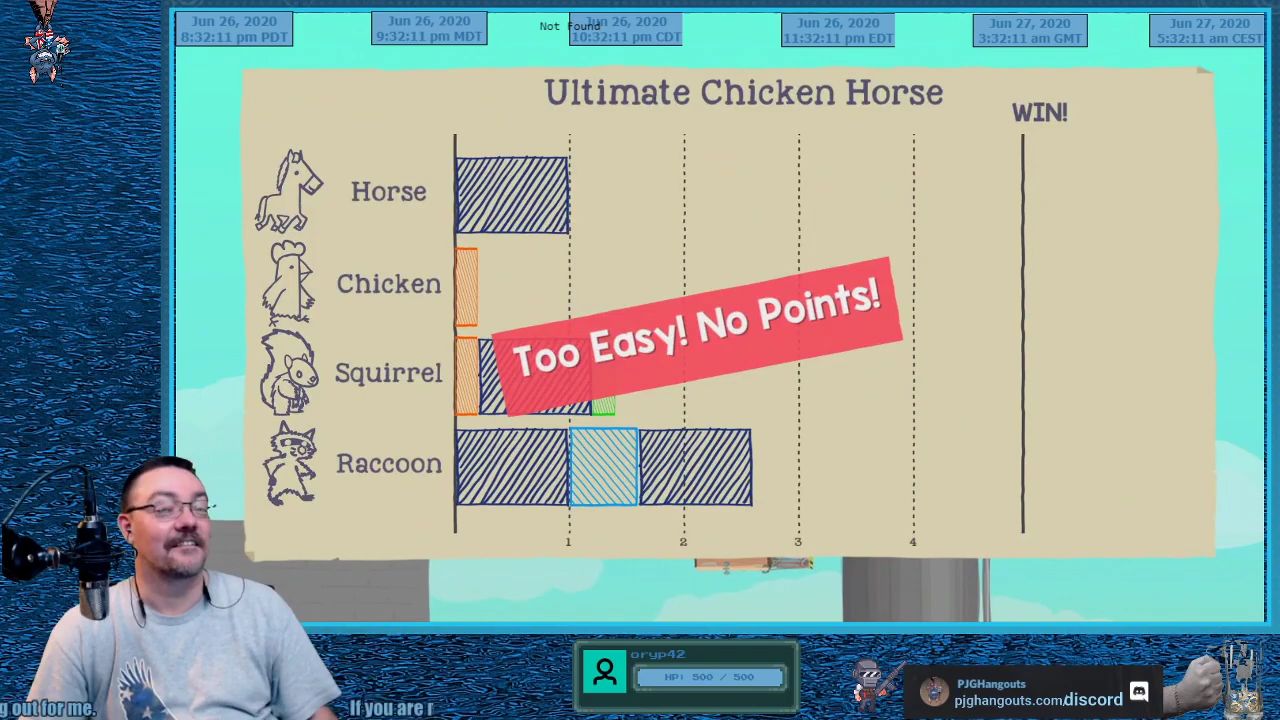 Jun 26, 2020
8:32:11 pm PDT
Jun 26, 2020
9:32:11 pm MDT
Not Found
Jun 26, 2020
10:32:11 pm CDT
Jun 26, 2020
11:32:11 pm EDT
Jun 27, 2020
3:32:11 am GMT
Jun 27, 2020
5:32:11 am CEST
Ultimate Chicken Horse
WIN!
Horse
Chicken
Squirrel
Raccoon
Too Easy! No Points!
1
2
3
4
oryp42
HP: 500 / 500
PJGHangouts
pjghangouts.com/discord
g out for me.
If you are r